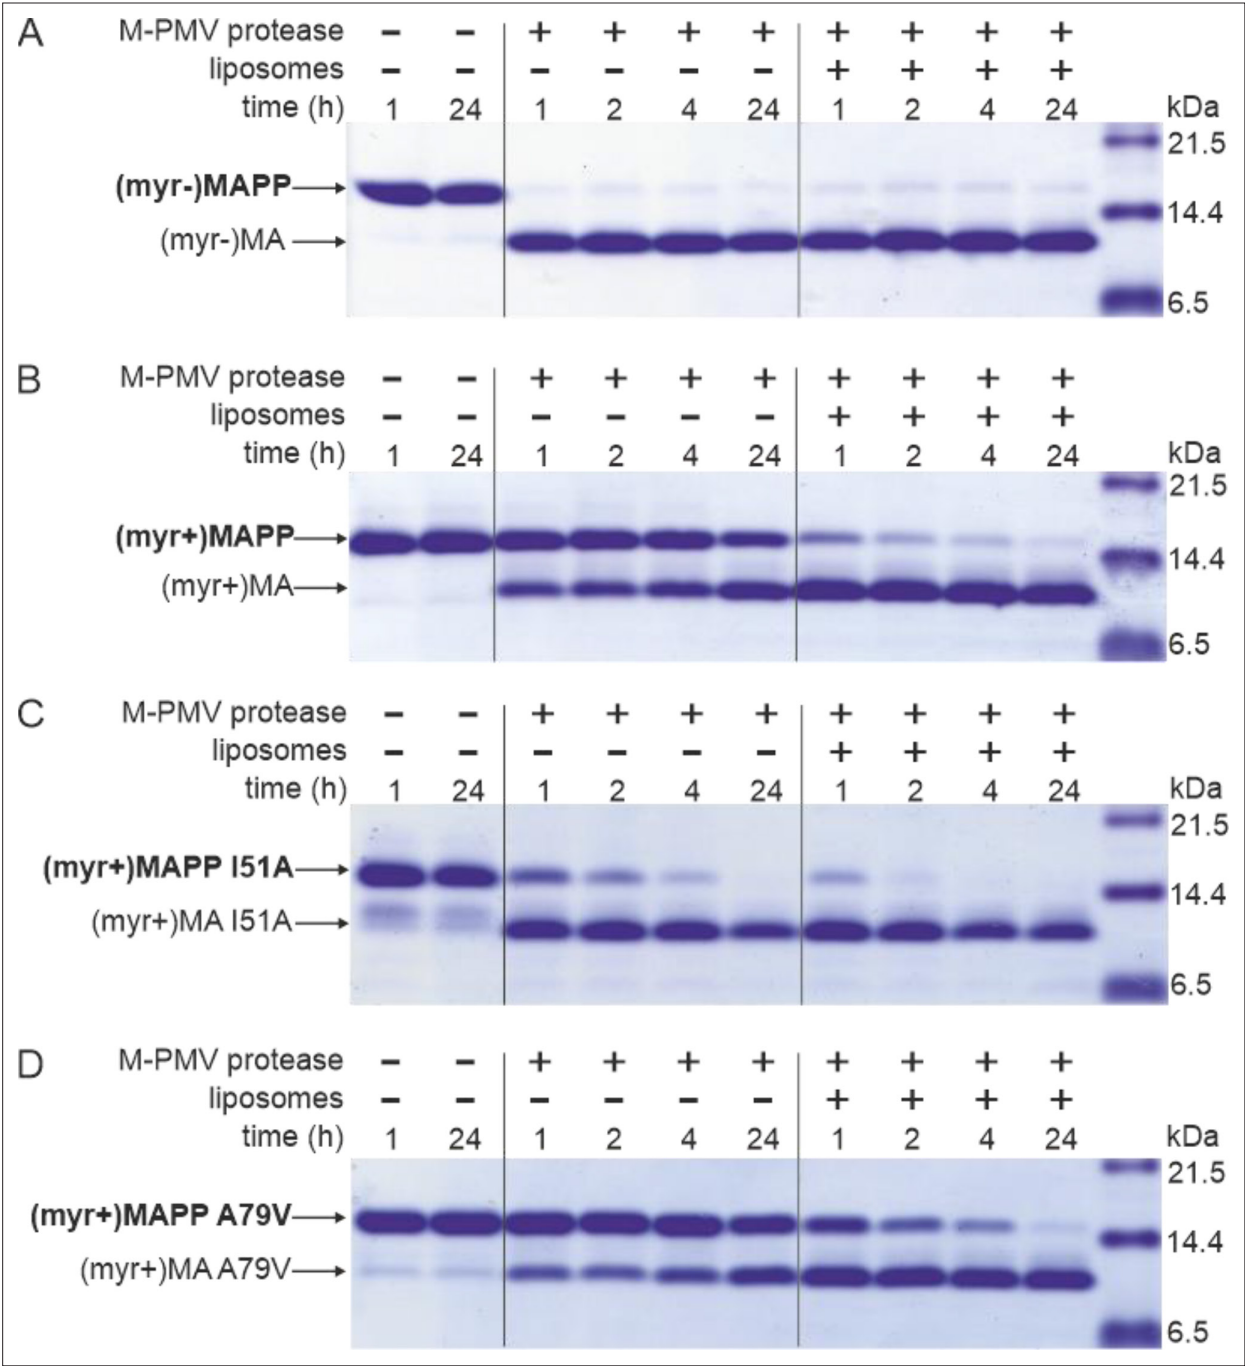 A M-PMV protease – – + + + + + + + +
liposomes – – – – – – + + + +
time (h) 1 24 1 2 4 24 1 2 4 24 kDa
21.5
(myr-)MAPP
14.4
(myr-)MA
6.5
B M-PMV protease – – + + + + + + + +
liposomes – – – – – – + + + +
time (h) 1 24 1 2 4 24 1 2 4 24 kDa
21.5
(myr+)MAPP
14.4
(myr+)MA
6.5
C M-PMV protease – – + + + + + + + +
liposomes – – – – – – + + + +
time (h) 1 24 1 2 4 24 1 2 4 24 kDa
21.5
(myr+)MAPP I51A
14.4
(myr+)MA I51A
6.5
D M-PMV protease – – + + + + + + + +
liposomes – – – – – – + + + +
time (h) 1 24 1 2 4 24 1 2 4 24 kDa
21.5
(myr+)MAPP A79V
14.4
(myr+)MA A79V
6.5